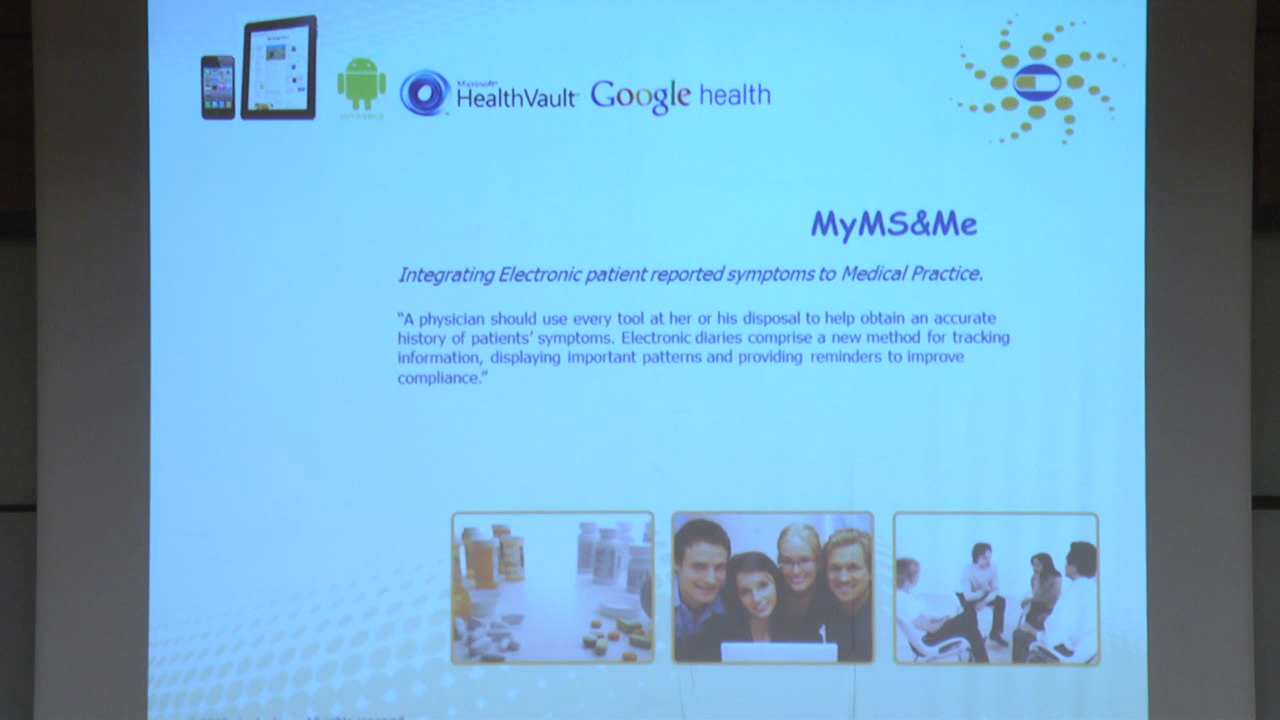 Microsoft
HealthVault Google health
MyMS&Me
Integrating Electronic patient reported symptoms to Medical Practice.
“A physician should use every tool at her or his disposal to help obtain an accurate
history of patients’ symptoms. Electronic diaries comprise a new method for tracking
information, displaying important patterns and providing reminders to improve
compliance.”